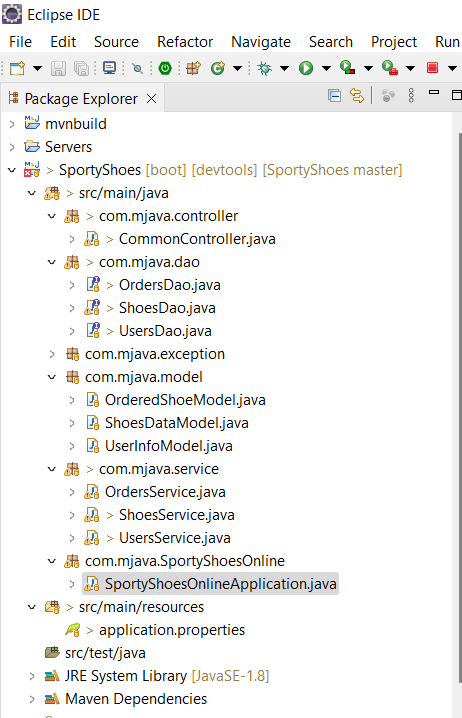 Eclipse IDE
File Edit Source Refactor Navigate Search Project Run
Package Explorer
mvnbuild
Servers
> SportyShoes [boot] [devtools] [SportyShoes master]
> src/main/java
> com.mjava.controller
> CommonController.java
> com.mjava.dao
> OrdersDao.java
> ShoesDao.java
> UsersDao.java
com.mjava.exception
com.mjava.model
OrderedShoeModel.java
ShoesDataModel.java
UserInfoModel.java
> com.mjava.service
OrdersService.java
> ShoesService.java
> UsersService.java
com.mjava.SportyShoesOnline
SportyShoesOnlineApplication.java
> src/main/resources
> application.properties
src/test/java
JRE System Library [JavaSE-1.8]
Maven Dependencies